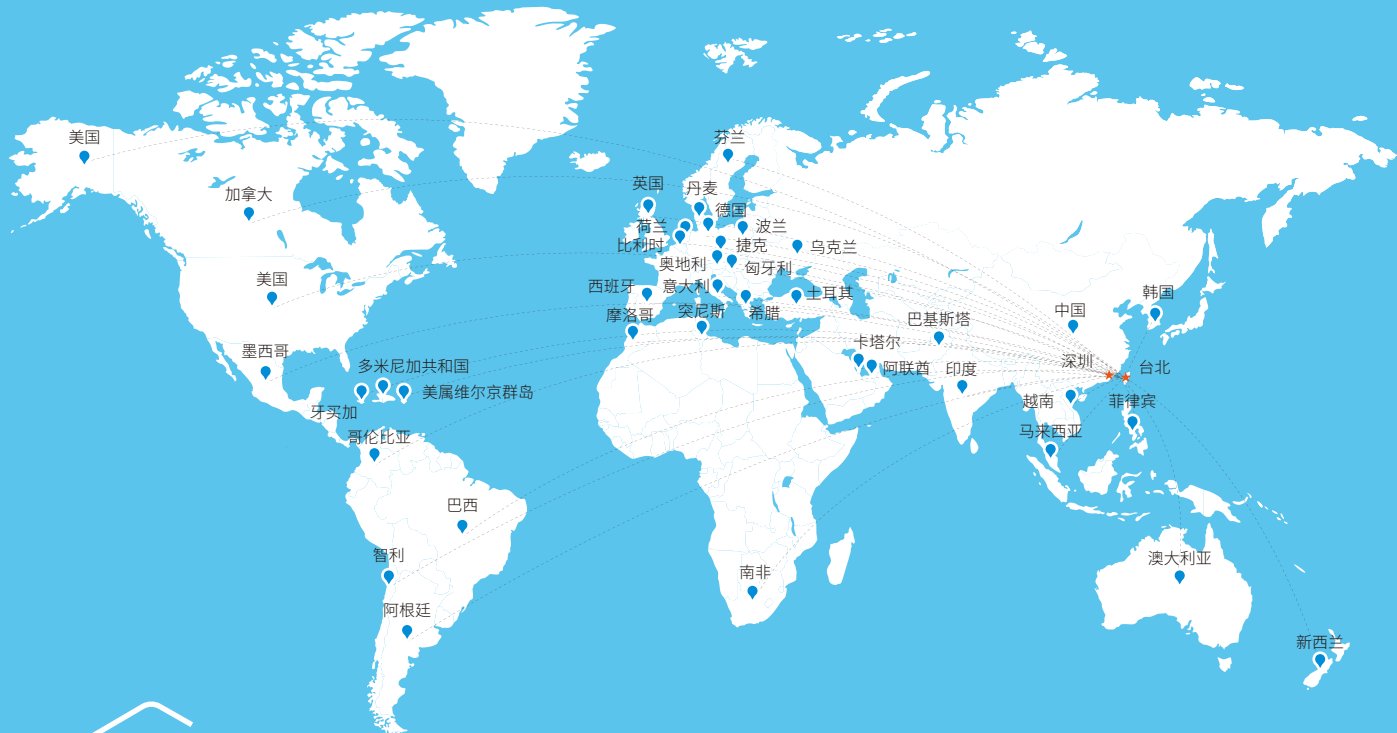 美国
芬兰
英国
丹麦
加拿大
德国
荷兰
波兰
比利时
捷克
乌克兰
奥地利
匈牙利
美国
西班牙
意大利
土耳其
韩国
摩洛哥
突尼斯
希腊
巴基斯塔
中国
卡塔尔
墨西哥
多米尼加共和国
阿联酋
印度
深圳
台北
美属维尔京群岛
牙买加
越南
菲律宾
哥伦比亚
马来西亚
巴西
智利
南非
澳大利亚
阿根廷
新西兰